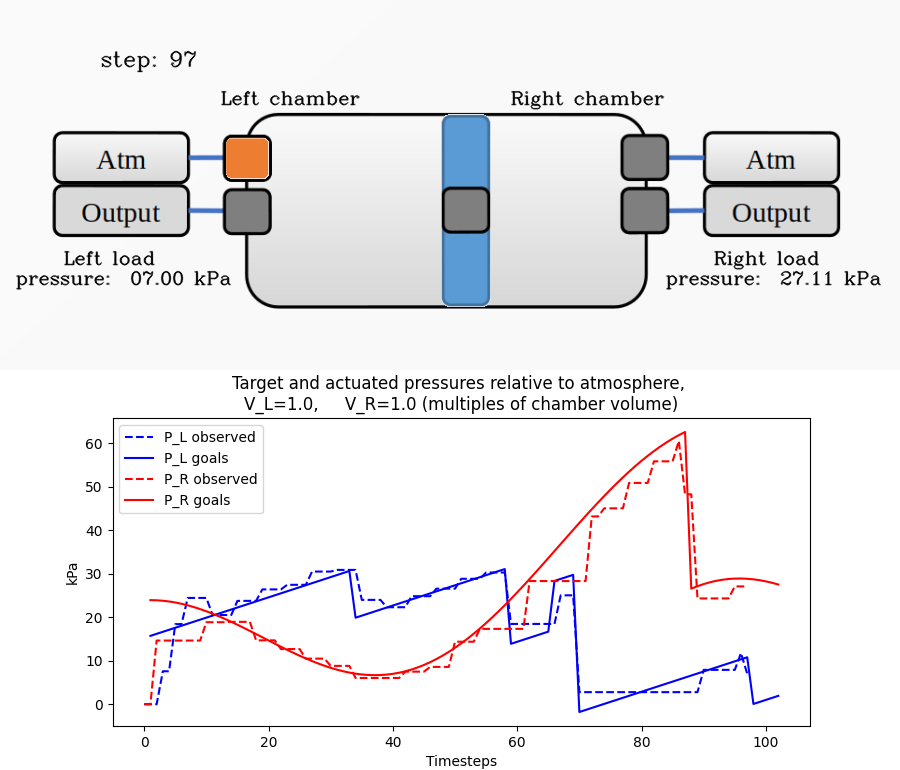 step: 97
Left chamber
Right chamber
Atm
Output
Left load
pressure: 07.00 kPa
Atm
Output
Right load
pressure: 27.11 kPa
Target and actuated pressures relative to atmosphere,
V_L=1.0, V_R=1.0 (multiples of chamber volume)
P_L observed
P_L goals
P_R observed
P_R goals
kPa
60
50
40
30
20
10
0
0 20 40 60 80 100
Timesteps